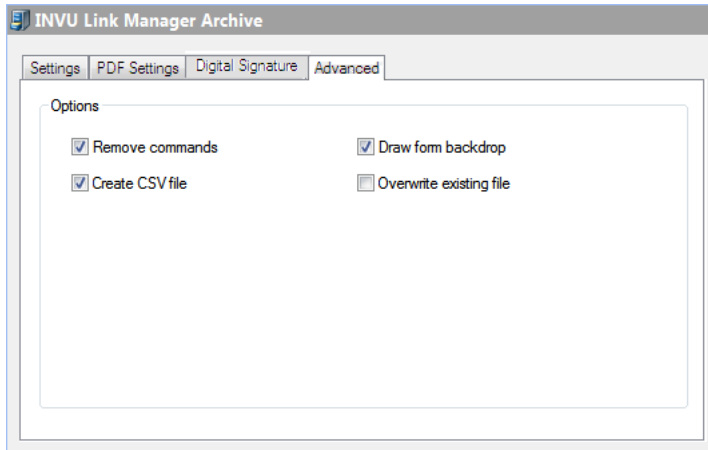 INVU Link Manager Archive
Settings PDF Settings Digital Signature Advanced
Options
Remove commands Draw form backdrop
Create CSV file Overwrite existing file